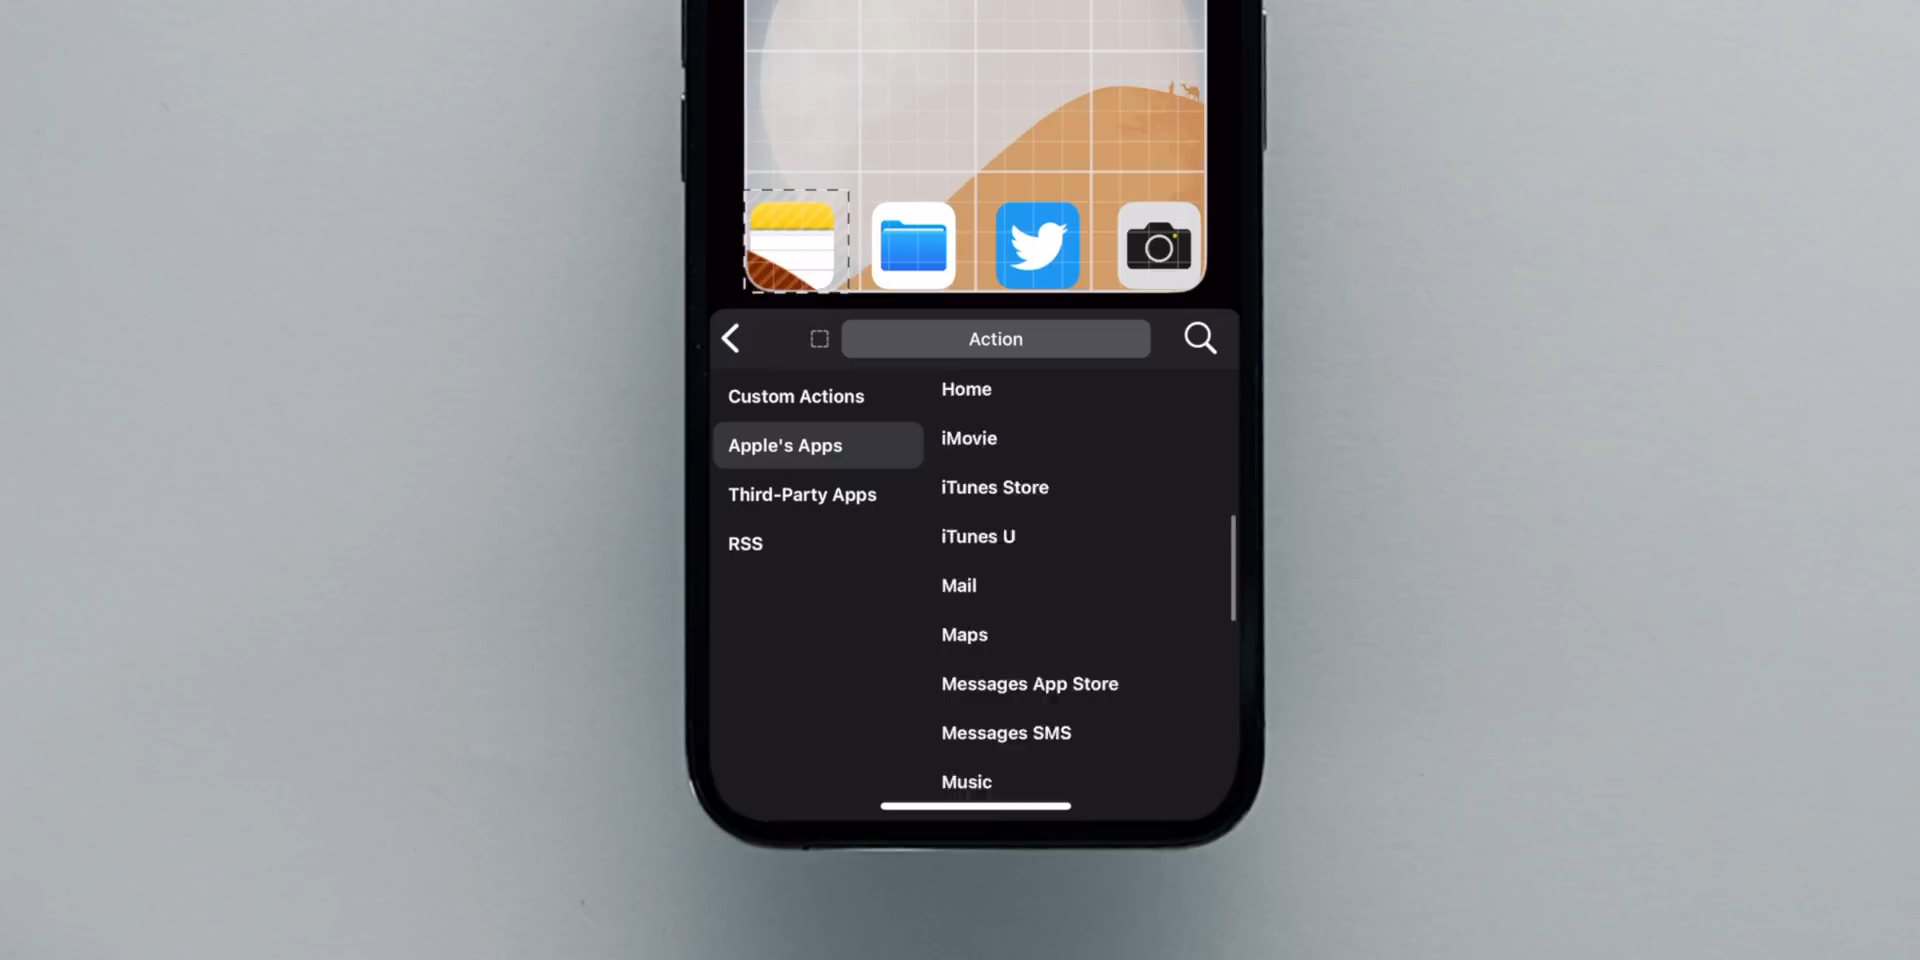 Action
Custom Actions
Apple's Apps
Third-Party Apps
RSS
Home
iMovie
iTunes Store
iTunes U
Mail
Maps
Messages App Store
Messages SMS
Music